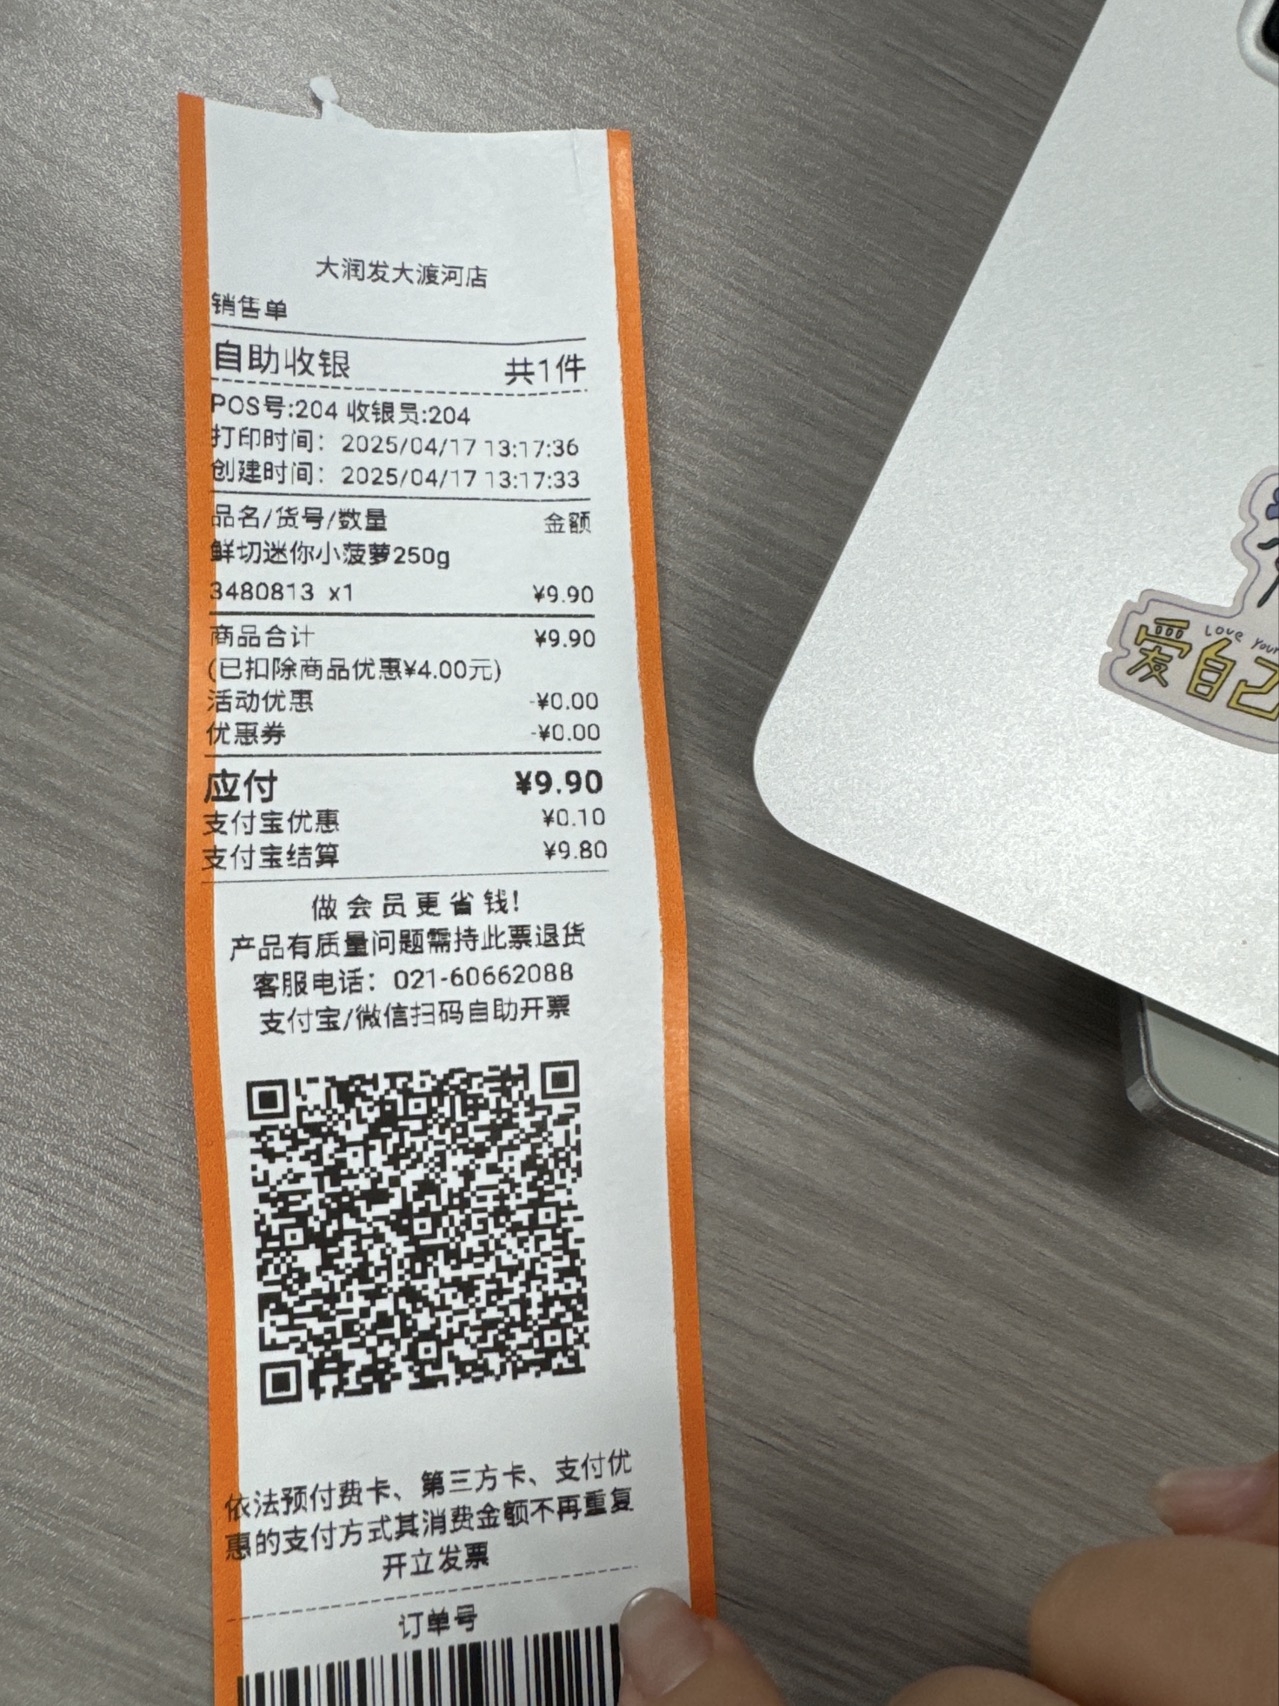 大润发大渡河店
销售单
自助收银 共1件
POS号:204 收银员:204
打印时间：2025/04/17 13:17:36
创建时间：2025/04/17 13:17:33
品名/货号/数量 金额
鲜切迷你小菠萝250g
3480813 x1 ¥9.90
商品合计 ¥9.90
(已扣除商品优惠¥4.00元)
活动优惠 -¥0.00
优惠券 -¥0.00
应付 ¥9.90
支付宝优惠 ¥0.10
支付宝结算 ¥9.80
做会员更省钱!
产品有质量问题需持此票退货
客服电话：021-60662088
支付宝/微信扫码自助开票
依法预付费卡、第三方卡、支付优
惠的支付方式其消费金额不再重复
开立发票
订单号
Love your
爱自己